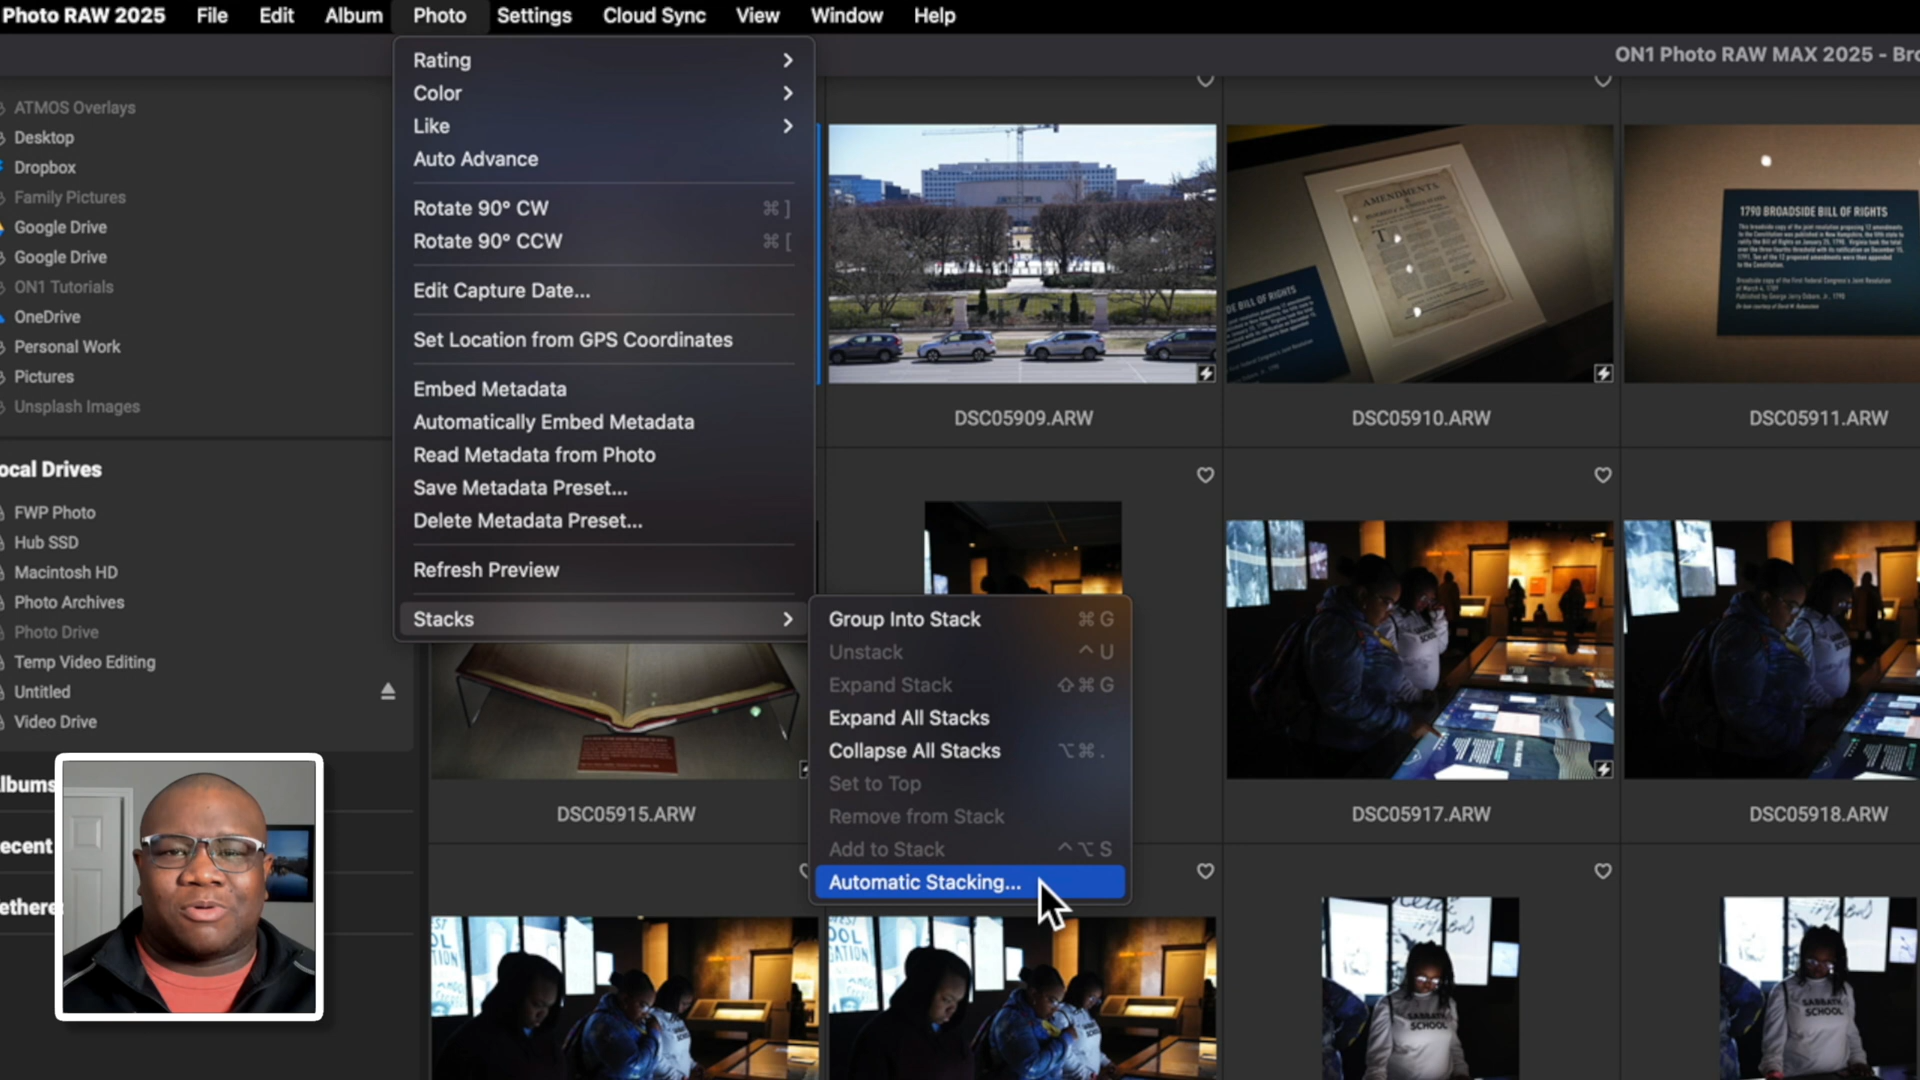 Photo RAW 2025 File Edit Album Photo Settings Cloud Sync View Window Help
ON1 Photo RAW MAX 2025 - Bro
ATMOS Overlays
Desktop
Dropbox
Family Pictures
Google Drive
Google Drive
ON1 Tutorials
OneDrive
Personal Work
Pictures
Unsplash Images
ocal Drives
FWP Photo
Hub SSD
Macintosh HD
Photo Archives
Photo Drive
Temp Video Editing
Untitled
Video Drive
lbums
ecent
ethere
Rating
Color
Like
Auto Advance
Rotate 90° CW ⌘ ]
Rotate 90° CCW ⌘ [
Edit Capture Date...
Set Location from GPS Coordinates
Embed Metadata
Automatically Embed Metadata
Read Metadata from Photo
Save Metadata Preset...
Delete Metadata Preset...
Refresh Preview
Stacks
Group Into Stack ⌘ G
Unstack ^ U
Expand Stack ⇧ ⌘ G
Expand All Stacks
Collapse All Stacks ⌥ ⌘ .
Set to Top
Remove from Stack
Add to Stack ^ ⌥ S
Automatic Stacking...
AMENDMENTS
DE BILL OF RIGHTS
1790 BROADSIDE BILL OF RIGHTS
DSC05909.ARW DSC05910.ARW DSC05911.ARW
SCHOOL
DSC05915.ARW DSC05917.ARW DSC05918.ARW
SABBATH
SCHOOL
SABBATH
SCHOOL